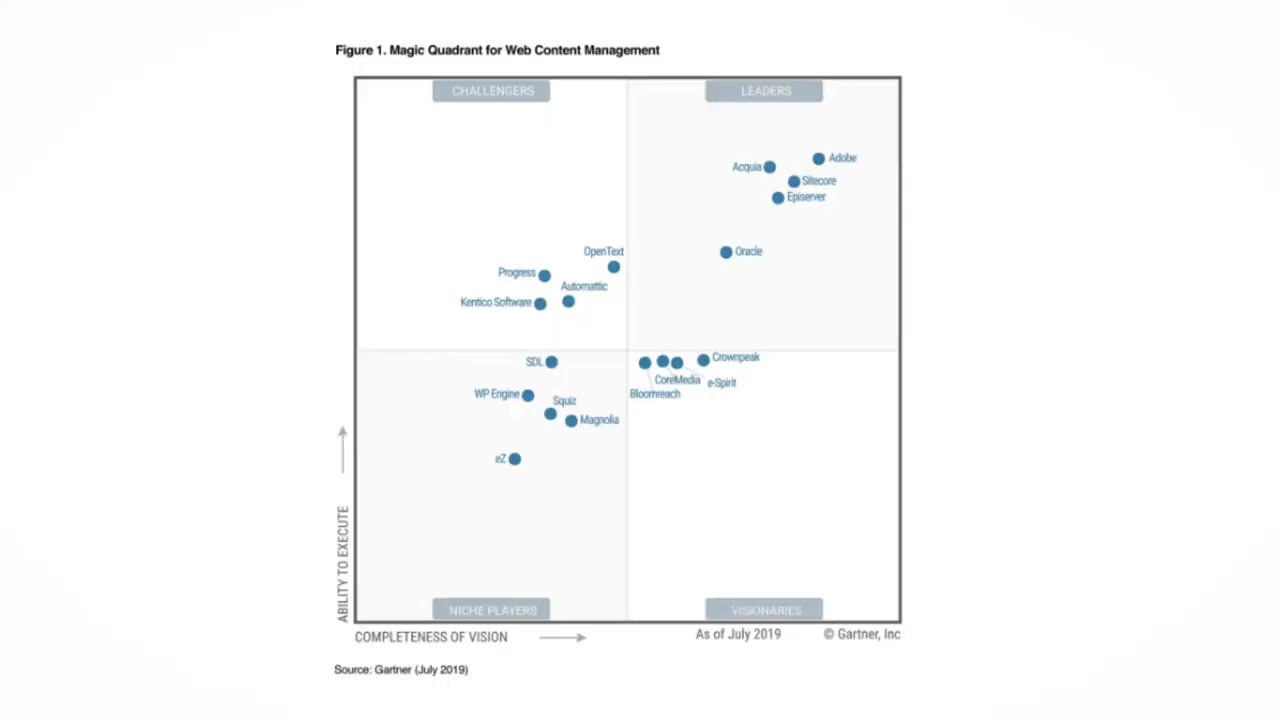 Figure 1. Magic Quadrant for Web Content Management
CHALLENGERS
LEADERS
Adobe
Acquia
Sitecore
Episerver
OpenText
Oracle
Progress
Automattic
Kentico Software
SDL
Crownpeak
CoreMedia
e-Spirit
WP Engine
Bloomreach
Squiz
Magnolia
eZ
ABILITY TO EXECUTE
NICHE PLAYERS
VISIONARIES
COMPLETENESS OF VISION
As of July 2019
© Gartner, Inc
Source: Gartner (July 2019)